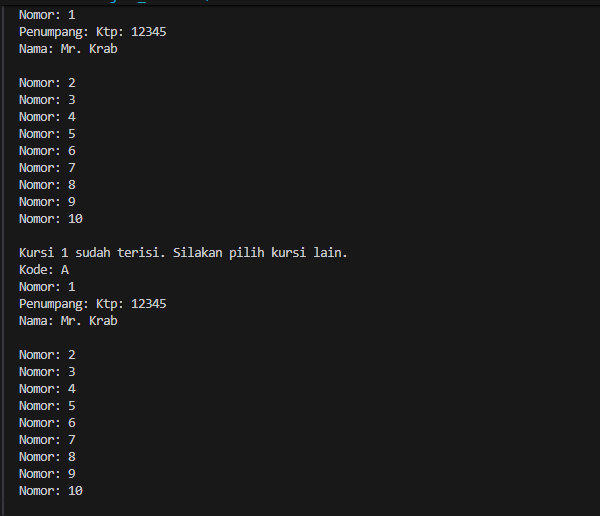 Nomor: 1
Penumpang: Ktp: 12345
Nama: Mr. Krab
Nomor: 2
Nomor: 3
Nomor: 4
Nomor: 5
Nomor: 6
Nomor: 7
Nomor: 8
Nomor: 9
Nomor: 10
Kursi 1 sudah terisi. Silakan pilih kursi lain.
Kode: A
Nomor: 1
Penumpang: Ktp: 12345
Nama: Mr. Krab
Nomor: 2
Nomor: 3
Nomor: 4
Nomor: 5
Nomor: 6
Nomor: 7
Nomor: 8
Nomor: 9
Nomor: 10